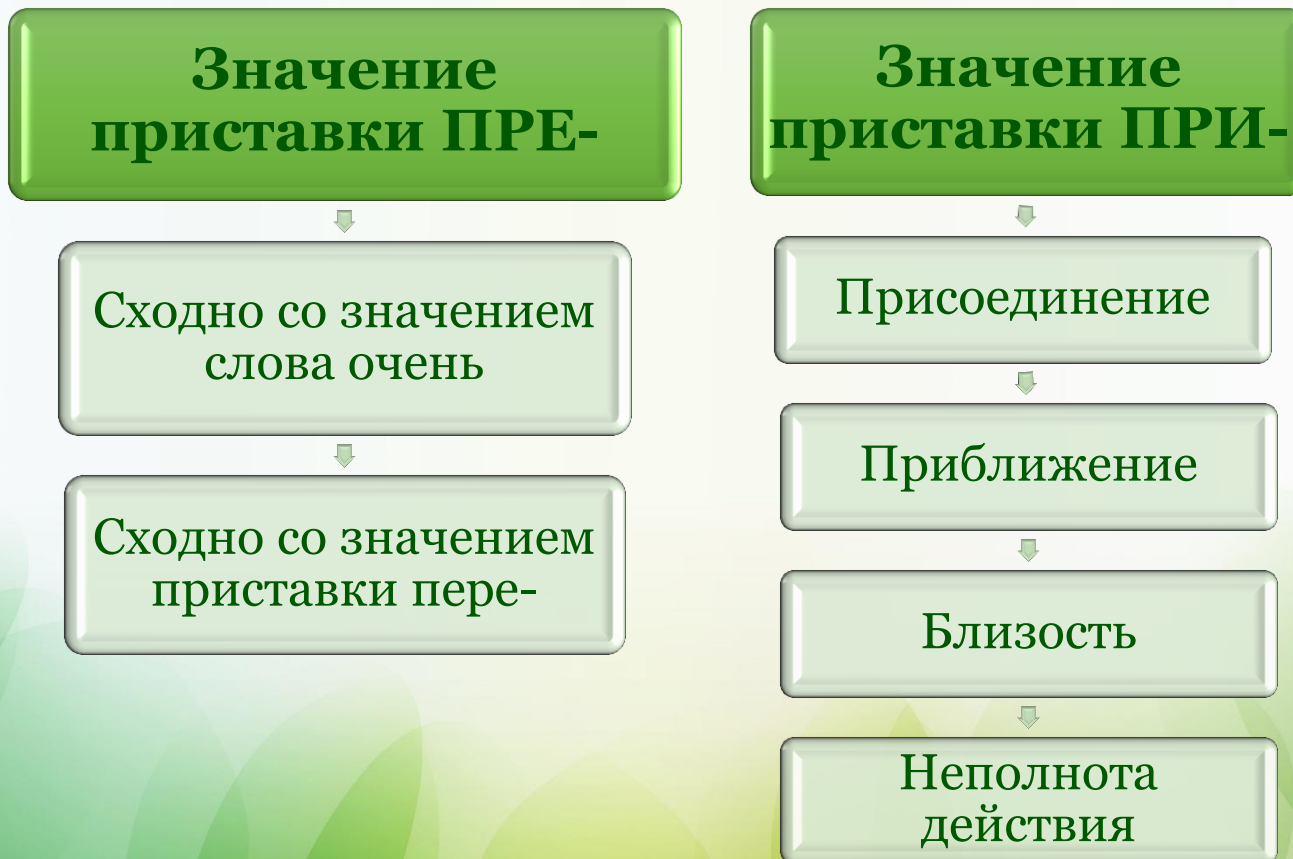 Значение
приставки ПРЕ-
Сходно со значением
слова очень
Сходно со значением
приставки пере-
Значение
приставки ПРИ-
Присоединение
Приближение
Близость
Неполнота
действия